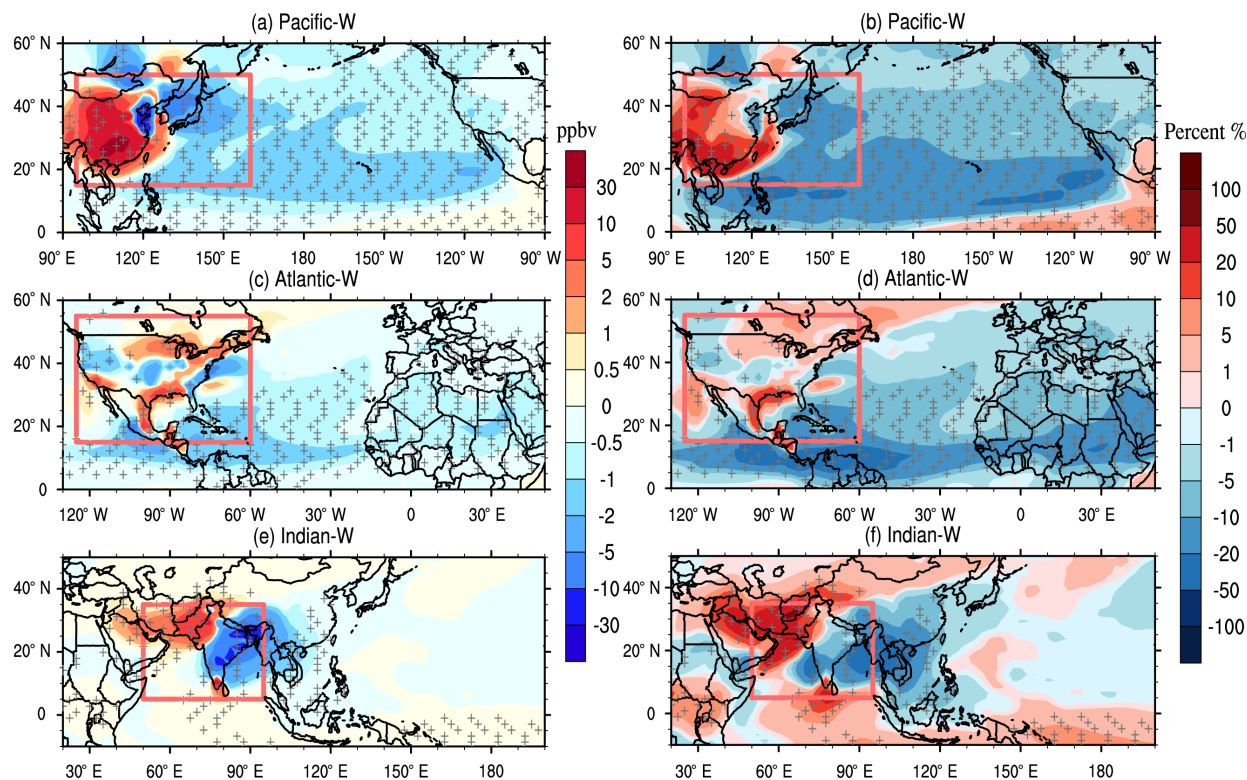 (a) Pacific-W
60° N
40° N
20° N
0
90° E 120° E 150° E 180 150° W 120° W 90° W
(b) Pacific-W
60° N
40° N
20° N
0
90° E 120° E 150° E 180 150° W 120° W 90° W
(c) Atlantic-W
60° N
40° N
20° N
0
120° W 90° W 60° W 30° W 0 30° E
(d) Atlantic-W
60° N
40° N
20° N
0
120° W 90° W 60° W 30° W 0 30° E
(e) Indian-W
40° N
20° N
0
30° E 60° E 90° E 120° E 150° E 180
(f) Indian-W
40° N
20° N
0
30° E 60° E 90° E 120° E 150° E 180
ppbv
30
10
5
2
1
0.5
0
-0.5
-1
-2
-5
-10
-30
Percent %
100
50
20
10
5
1
0
-1
-5
-10
-20
-50
-100